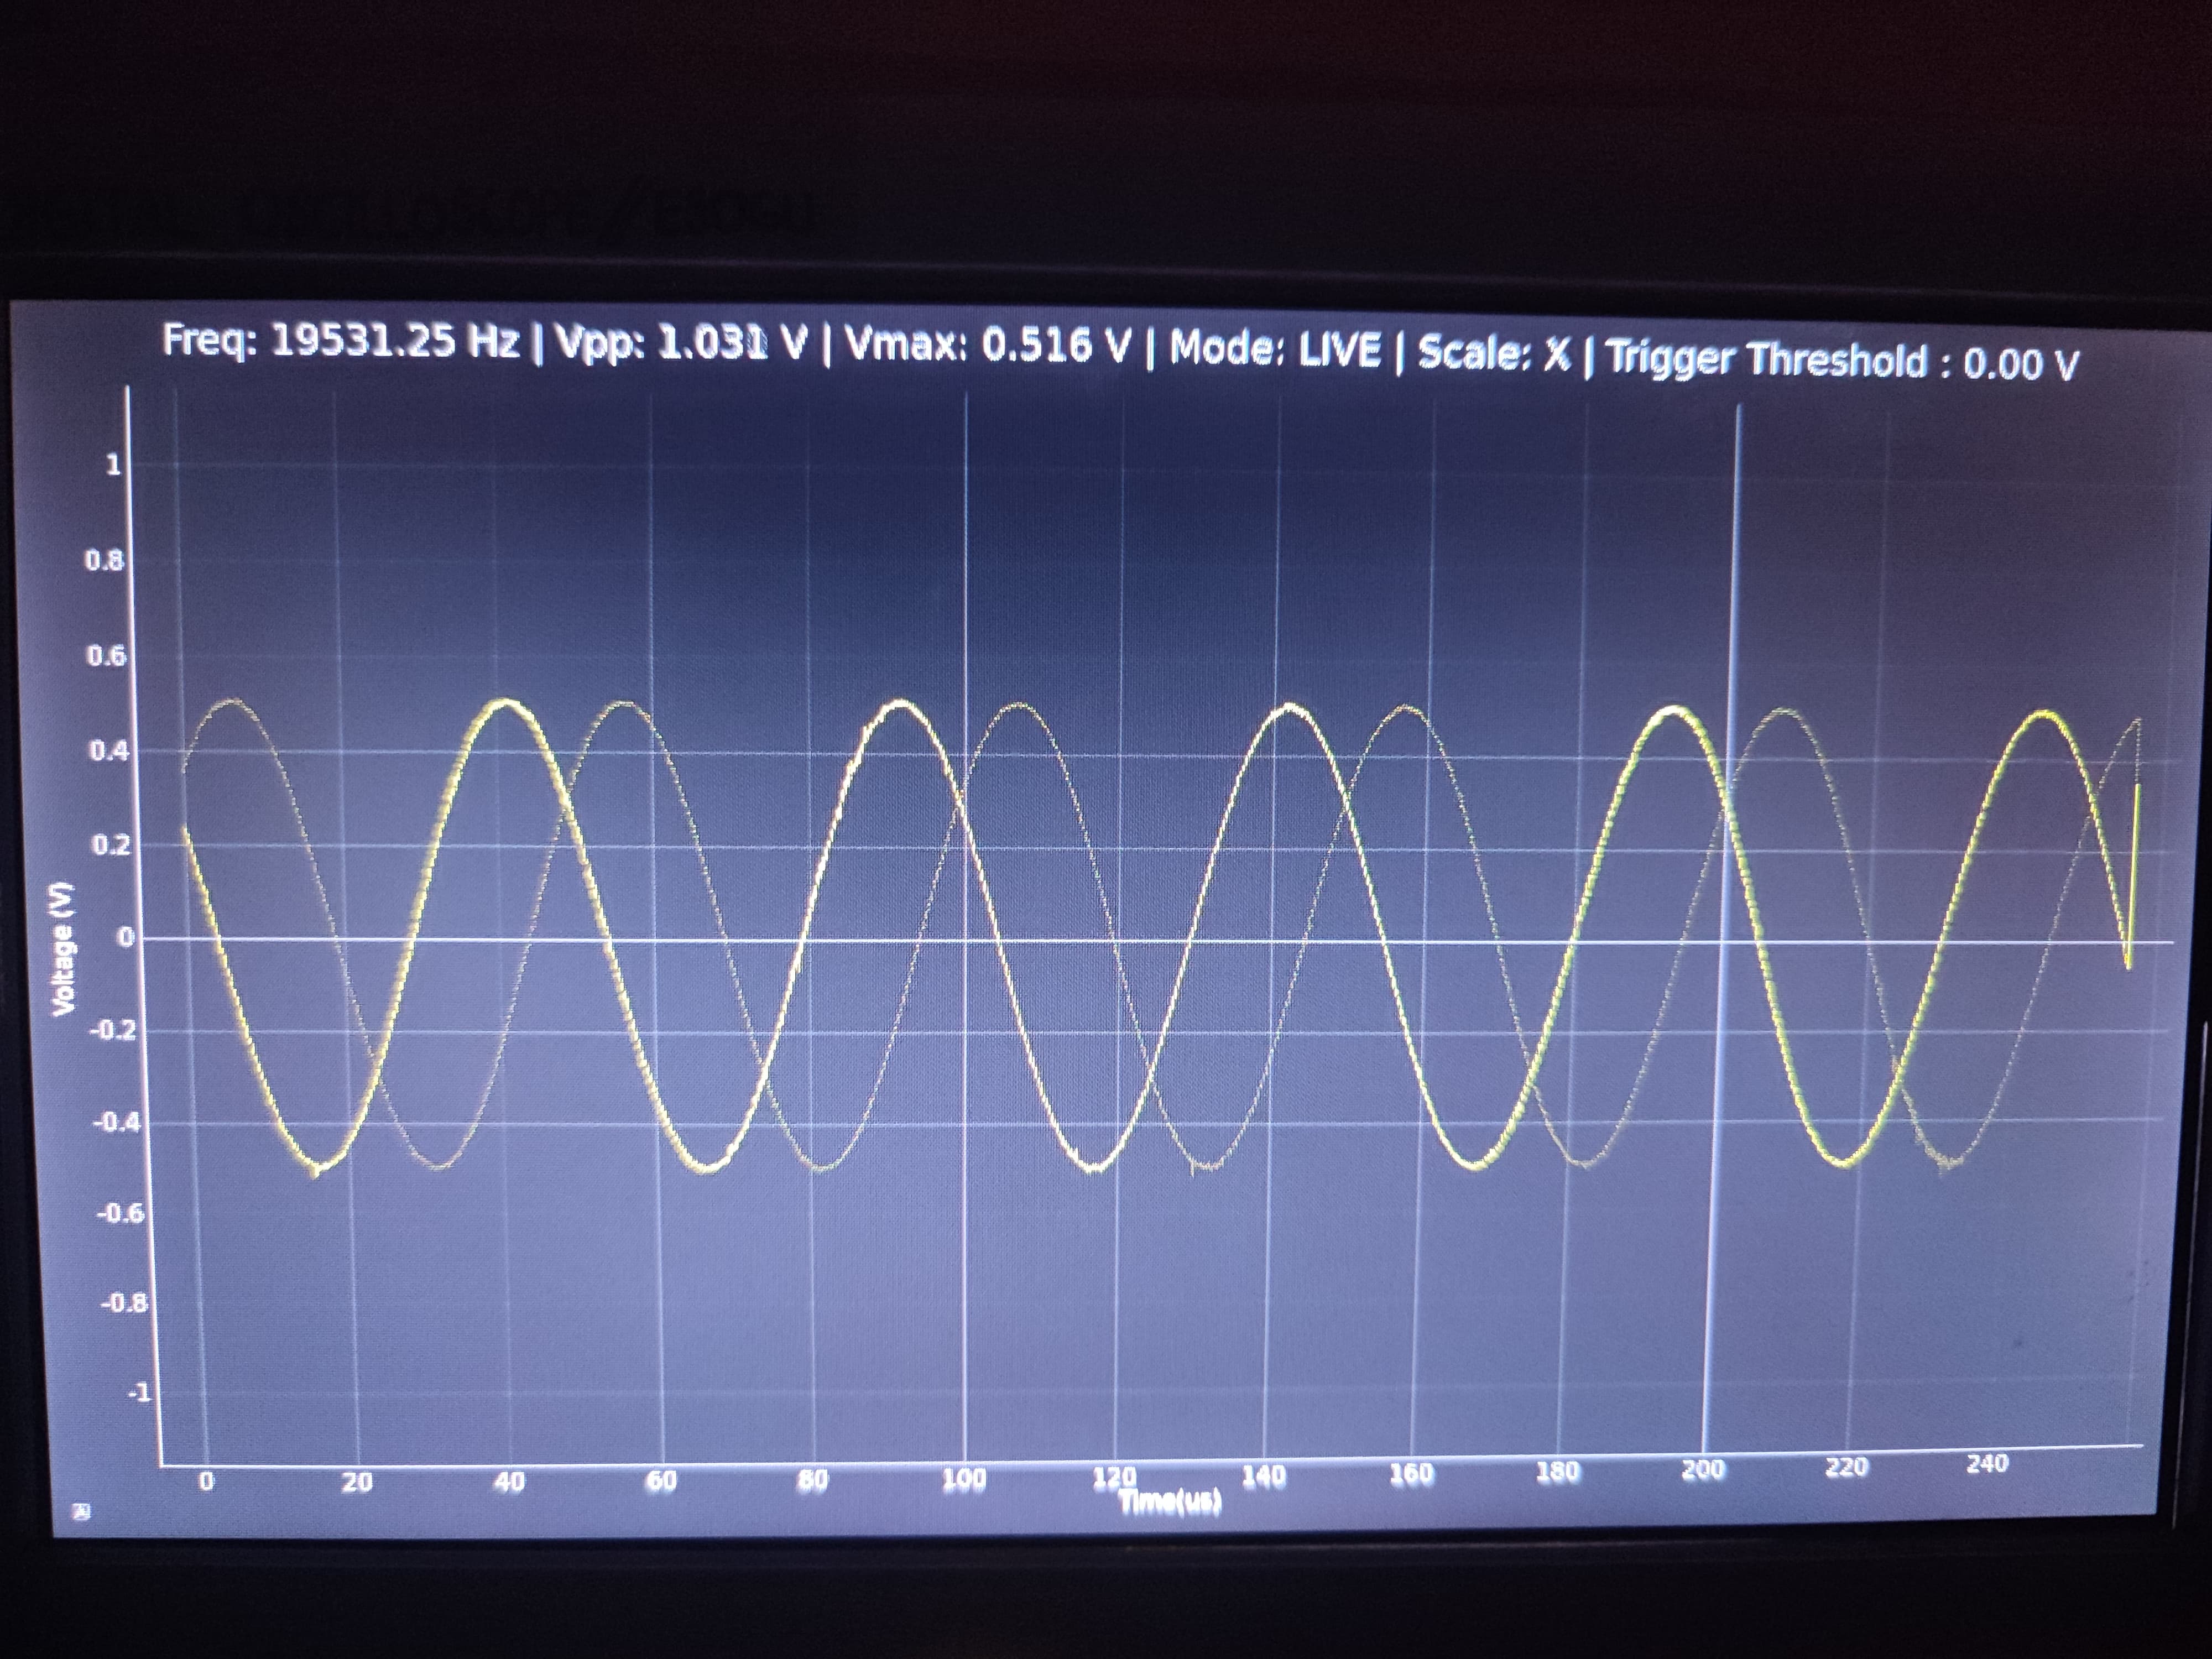 Freq: 19531.25 Hz | Vpp: 1.031 V | Vmax: 0.516 V | Mode: LIVE | Scale: X | Trigger Threshold : 0.00 V
1
0.8
0.6
0.4
0.2
0
-0.2
-0.4
-0.6
-0.8
-1
Voltage (V)
0 20 40 60 80 100 120 140 160 180 200 220 240
Time(us)
A